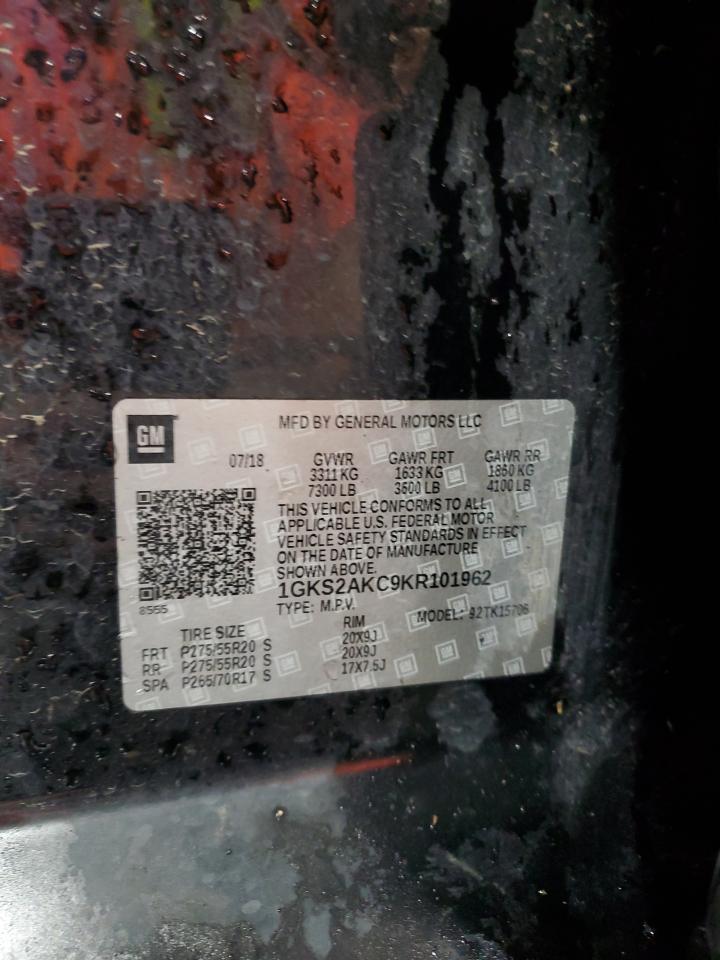 GM
MFD BY GENERAL MOTORS LLC
07/18
GVWR GAWR FRT GAWR RR
3311 KG 1633 KG 1860 KG
7300 LB 3600 LB 4100 LB
THIS VEHICLE CONFORMS TO ALL
APPLICABLE U.S. FEDERAL MOTOR
VEHICLE SAFETY STANDARDS IN EFFECT
ON THE DATE OF MANUFACTURE
SHOWN ABOVE.
1GKS2AKC9KR101962
8555
TYPE: M.P.V. MODEL: 92TK15706
TIRE SIZE RIM
FRT P275/55R20 S 20X9J
RR P275/55R20 S 20X9J
SPA P265/70R17 S 17X7.5J